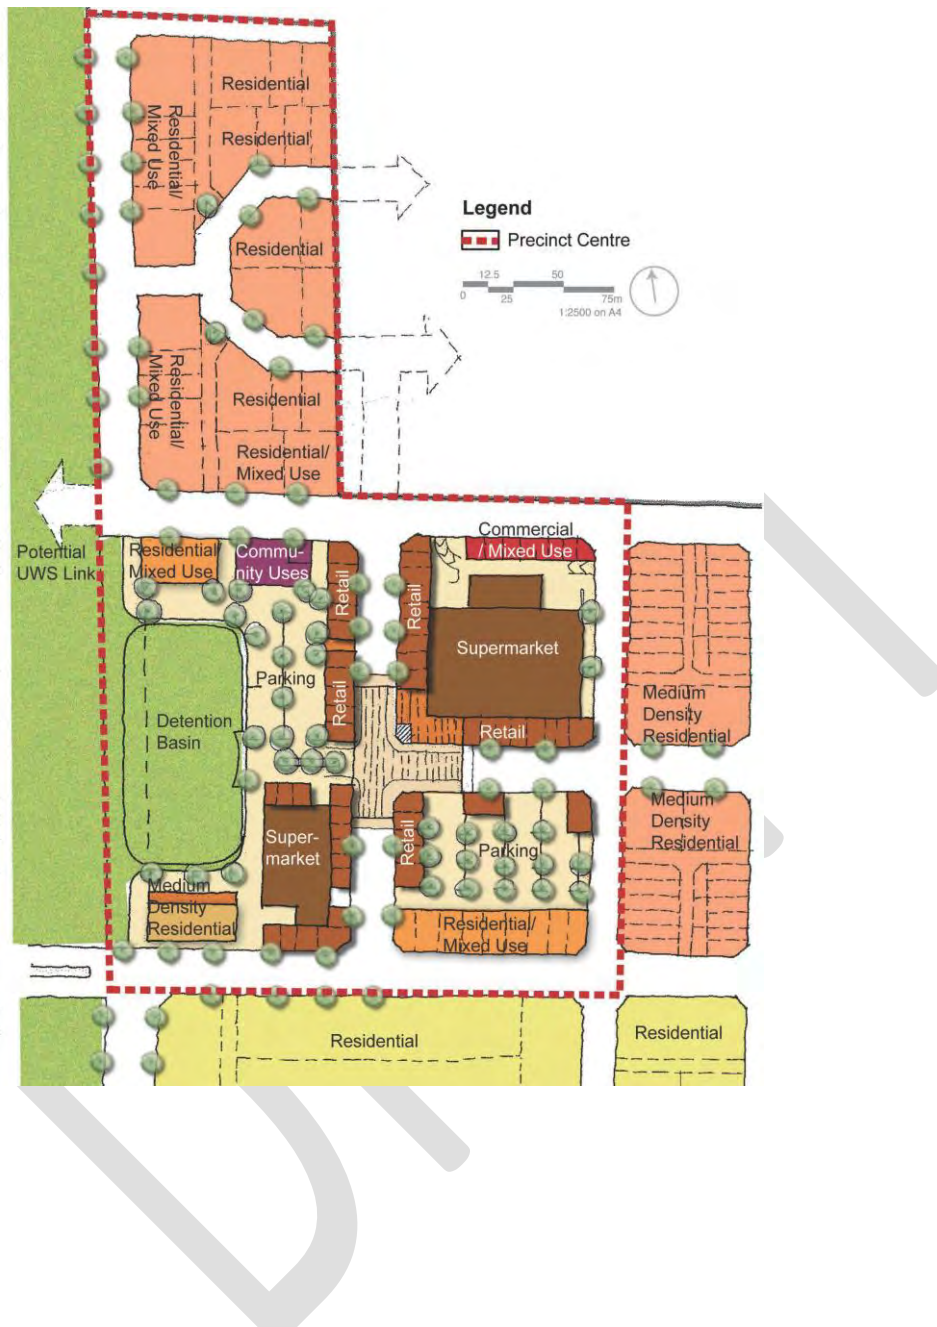 Residential
Residential/
Mixed Use
Residential
Residential
Legend
Precinct Centre
12.5
50
0
25
75m
1:2500 on A4
Residential/
Mixed Use
Residential
Residential/
Mixed Use
Potential
UWS Link
Residential/
Mixed Use
Commu-
nity Uses
Retail
Retail
Commercial
/ Mixed Use
Supermarket
Parking
Retail
Retail
Detention
Basin
Medium
Density
Residential
Super-
market
Retail
Parking
Medium
Density
Residential
Medium
Density
Residential
Residential/
Mixed Use
Residential
Residential